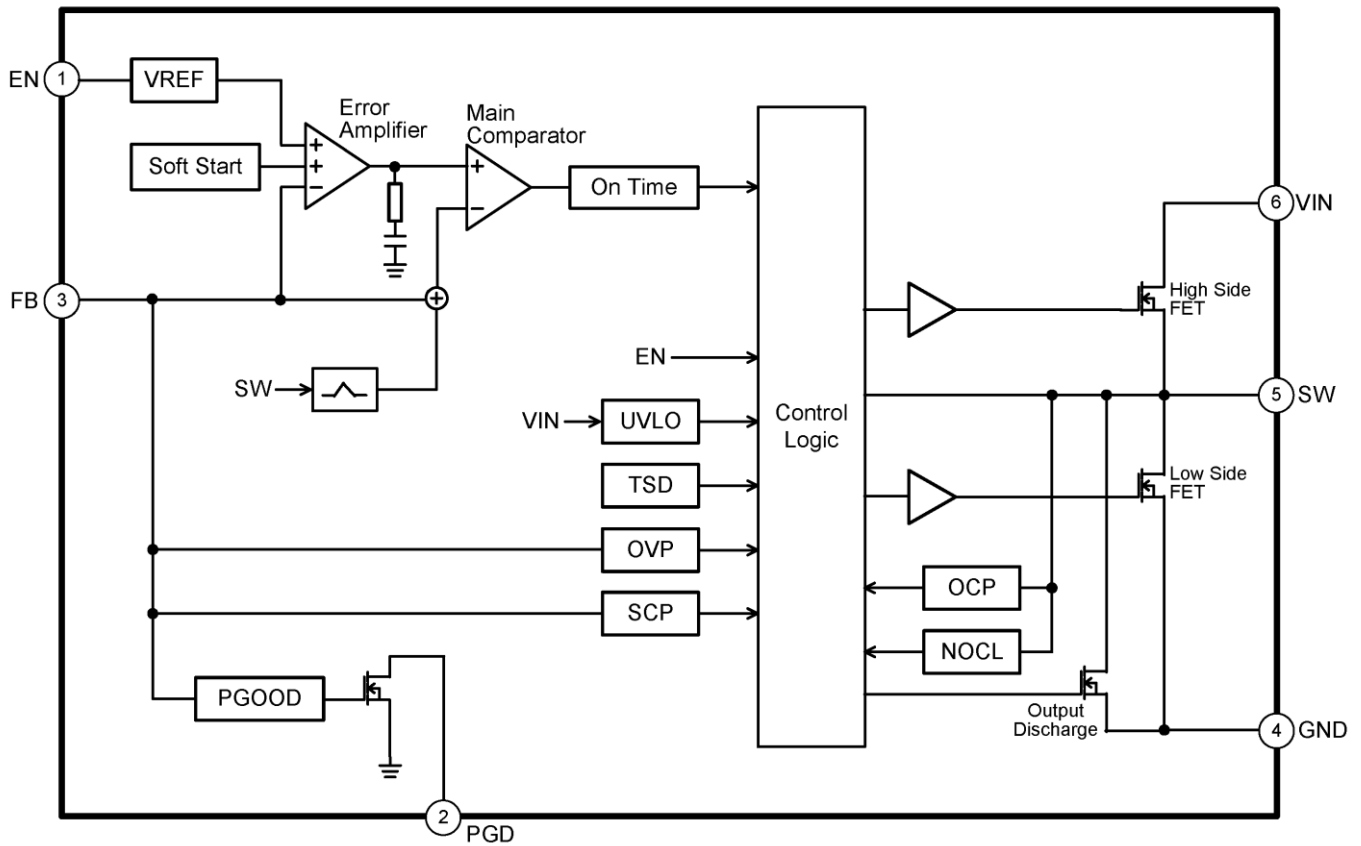 EN 1
VREF
Soft Start
Error
Amplifier
+
+
−
Main
Comparator
+
−
On Time
FB 3
+
SW
EN
VIN
UVLO
TSD
OVP
SCP
PGOOD
2
PGD
Control
Logic
6 VIN
High Side
FET
5 SW
Low Side
FET
OCP
NOCL
Output
Discharge
4 GND